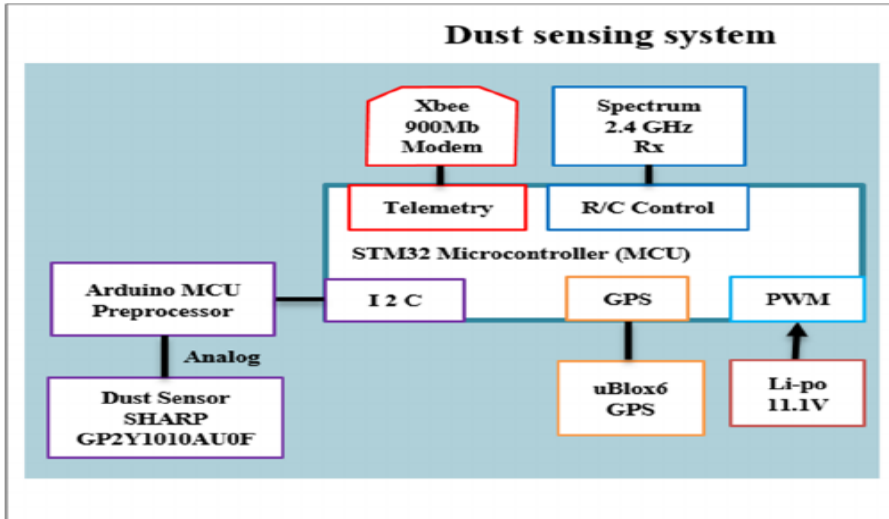 Dust sensing system
Xbee
900Mb
Modem
Spectrum
2.4 GHz
Rx
Telemetry
R/C Control
STM32 Microcontroller (MCU)
Arduino MCU
Preprocessor
I 2 C
GPS
PWM
Analog
Dust Sensor
SHARP
GP2Y1010AU0F
uBlox6
GPS
Li-po
11.1V